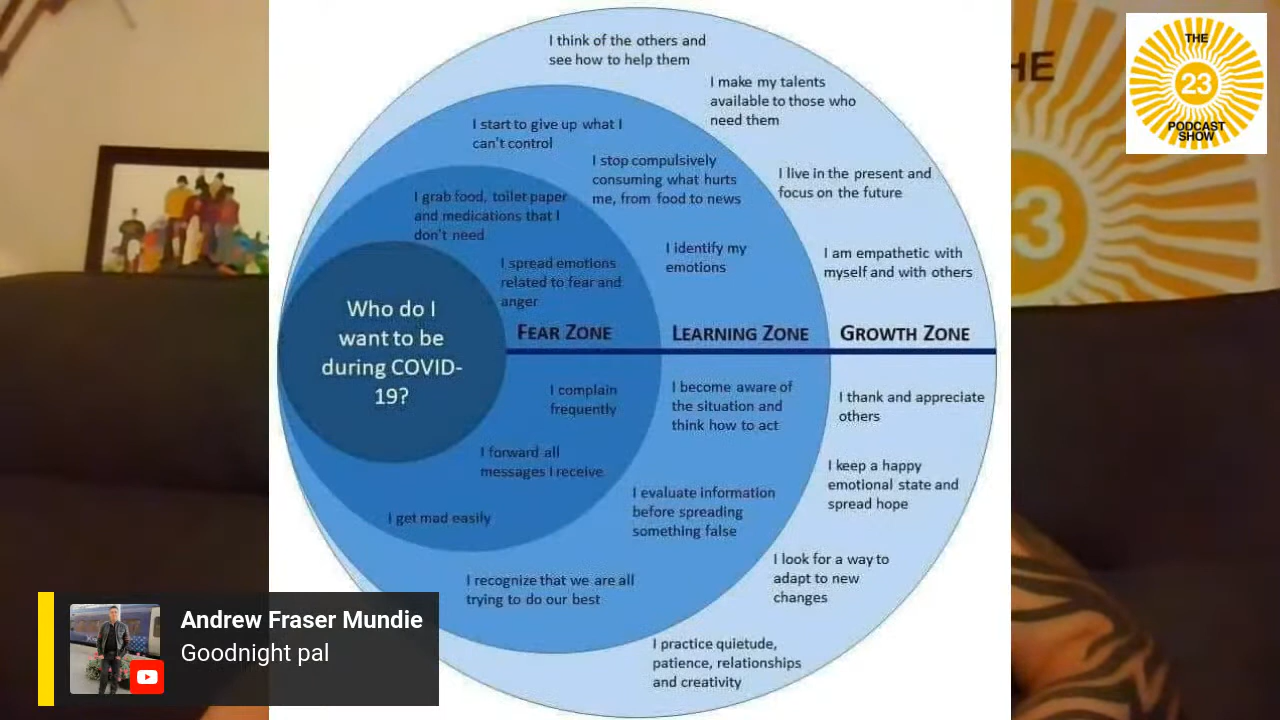 I think of the others and
see how to help them
I make my talents
available to those who
need them
I start to give up what I
can't control
I stop compulsively
consuming what hurts
me, from food to news
I live in the present and
focus on the future
I grab food, toilet paper
and medications that I
don't need
I identify my
emotions
I am empathetic with
myself and with others
I spread emotions
related to fear and
anger
Who do I
want to be
during COVID-
19?
FEAR ZONE
LEARNING ZONE
GROWTH ZONE
I complain
frequently
I become aware of
the situation and
think how to act
I thank and appreciate
others
I forward all
messages I receive
I keep a happy
emotional state and
spread hope
I evaluate information
before spreading
something false
I get mad easily
I look for a way to
adapt to new
changes
I recognize that we are all
trying to do our best
I practice quietude,
patience, relationships
and creativity
THE
23
PODCAST
SHOW
HE
3
Andrew Fraser Mundie
Goodnight pal